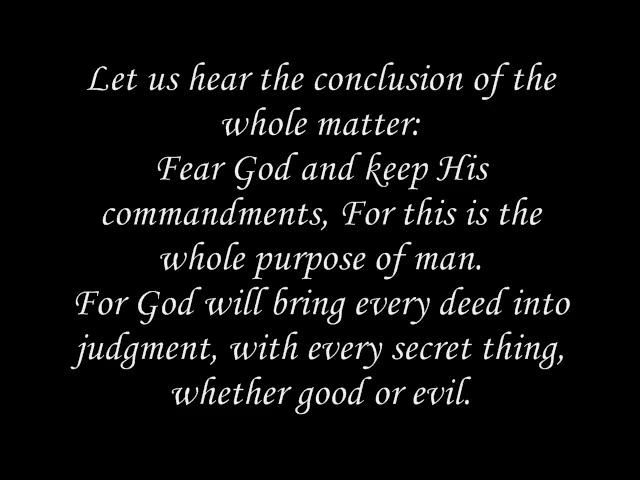 Let us hear the conclusion of the
whole matter:
Fear God and keep His
commandments, For this is the
whole purpose of man.
For God will bring every deed into
judgment, with every secret thing,
whether good or evil.